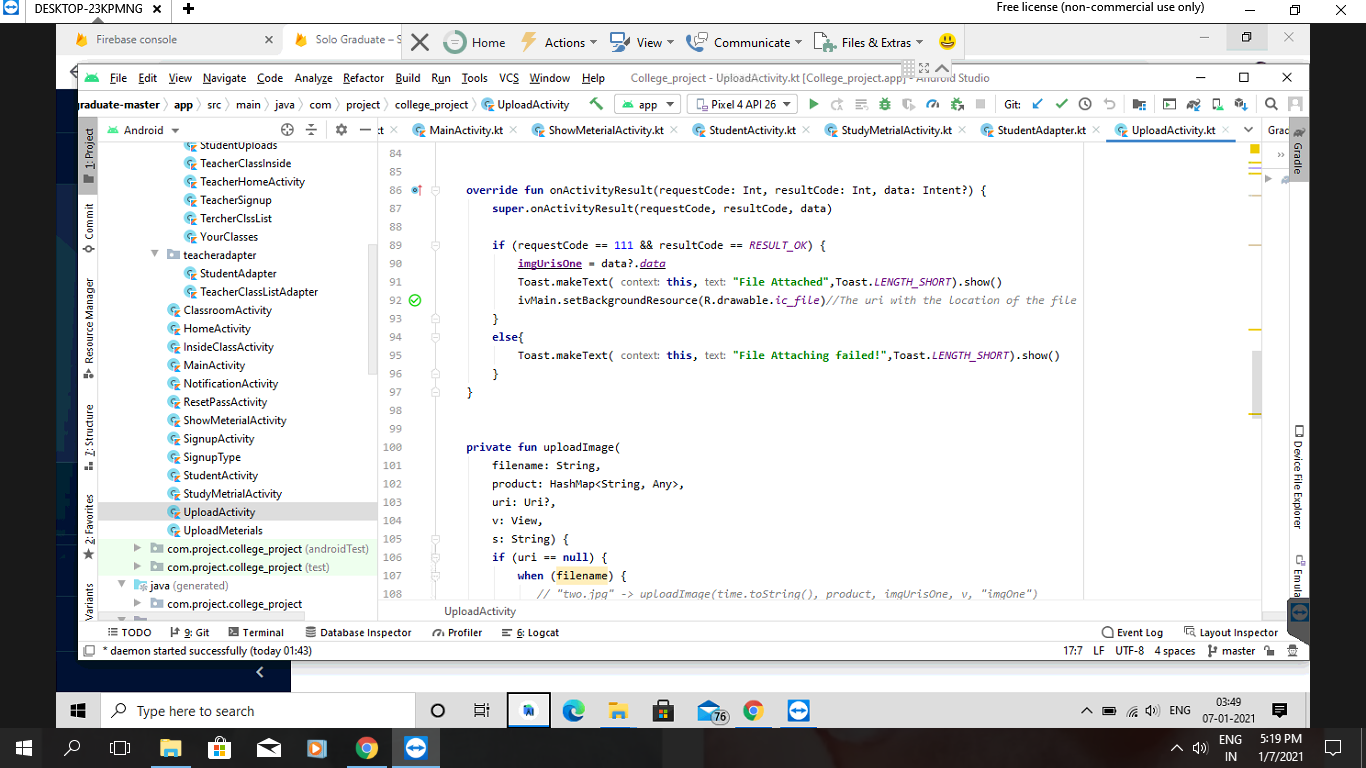 DESKTOP-23KPMNG
Free license (non-commercial use only)
Firebase console
Solo Graduate – S
Home
Actions
View
Communicate
Files & Extras
File Edit View Navigate Code Analyze Refactor Build Run Tools VCS Window Help
College_project - UploadActivity.kt [College_project.app] - Android Studio
graduate-master app src main java com project college_project UploadActivity
app
Pixel 4 API 26
Git:
Android
MainActivity.kt
ShowMeterialActivity.kt
StudentActivity.kt
StudyMetrialActivity.kt
StudentAdapter.kt
UploadActivity.kt
Grac
1: Project
Commit
Resource Manager
7: Structure
2: Favorites
Variants
StudentUploads
TeacherClassInside
TeacherHomeActivity
TeacherSignup
TercherClssList
YourClasses
teacheradapter
StudentAdapter
TeacherClassListAdapter
ClassroomActivity
HomeActivity
InsideClassActivity
MainActivity
NotificationActivity
ResetPassActivity
ShowMeterialActivity
SignupActivity
SignupType
StudentActivity
StudyMetrialActivity
UploadActivity
UploadMeterials
com.project.college_project (androidTest)
com.project.college_project (test)
java (generated)
com.project.college_project
84
85
86 override fun onActivityResult(requestCode: Int, resultCode: Int, data: Intent?) {
87 super.onActivityResult(requestCode, resultCode, data)
88
89 if (requestCode == 111 && resultCode == RESULT_OK) {
90 imgUrisOne = data?.data
91 Toast.makeText( context: this, text: "File Attached",Toast.LENGTH_SHORT).show()
92 ivMain.setBackgroundResource(R.drawable.ic_file)//The uri with the location of the file
93 }
94 else{
95 Toast.makeText( context: this, text: "File Attaching failed!",Toast.LENGTH_SHORT).show()
96 }
97 }
98
99
100 private fun uploadImage(
101 filename: String,
102 product: HashMap<String, Any>,
103 uri: Uri?,
104 v: View,
105 s: String) {
106 if (uri == null) {
107 when (filename) {
108 // "two.jpg" -> uploadImage(time.toString(), product, imgUrisOne, v, "imgOne")
UploadActivity
Gradle
Device File Explorer
Emula
TODO
9: Git
Terminal
Database Inspector
Profiler
6: Logcat
Event Log
Layout Inspector
* daemon started successfully (today 01:43)
17:7 LF UTF-8 4 spaces master
Type here to search
76
ENG
03:49
07-01-2021
ENG
IN
5:19 PM
1/7/2021